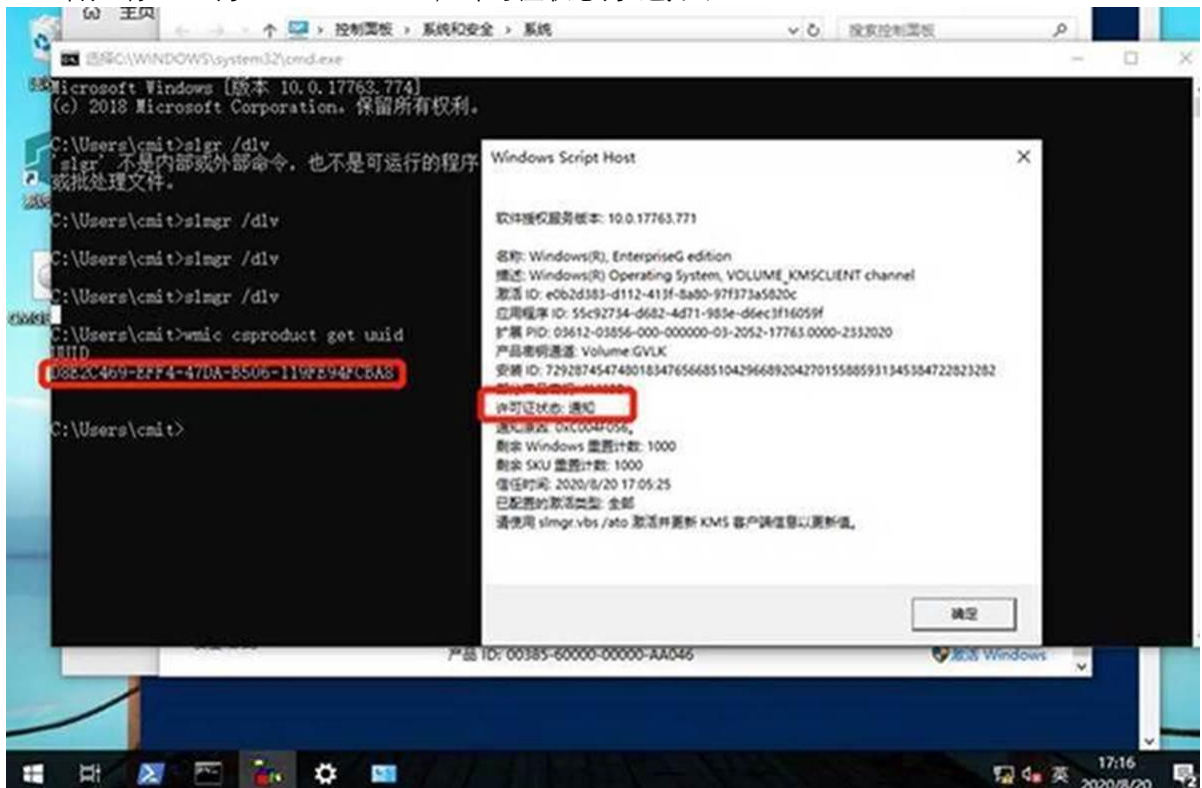 主页
控制面板 › 系统和安全 › 系统
搜索控制面板
选择C:\WINDOWS\system32\cmd.exe
Microsoft Windows [版本 10.0.17763.774]
(c) 2018 Microsoft Corporation。保留所有权利。
C:\Users\cmit>slgr /dlv
'slgr' 不是内部或外部命令，也不是可运行的程序
或批处理文件。
C:\Users\cmit>slmgr /dlv
C:\Users\cmit>slmgr /dlv
C:\Users\cmit>slmgr /dlv
C:\Users\cmit>wmic csproduct get uuid
UUID
D8E2C469-EFF4-47DA-B506-119FE94FCBA8
C:\Users\cmit>
Windows Script Host
软件授权服务版本: 10.0.17763.771
名称: Windows(R), EnterpriseG edition
描述: Windows(R) Operating System, VOLUME_KMSCLIENT channel
激活 ID: e0b2d383-d112-413f-8a80-97f373a5820c
应用程序 ID: 55c92734-d682-4d71-983e-d6ec3f16059f
扩展 PID: 03612-03856-000-000000-03-2052-17763.0000-2332020
产品密钥通道: Volume:GVLK
安装 ID: 729287454748018347656685104296689204270155885931345384722823282
许可证状态: 通知
通知原因: 0xC004F056。
剩余 Windows 重置计数: 1000
剩余 SKU 重置计数: 1000
信任时间: 2020/8/20 17:05:25
已配置的激活类型: 全部
请使用 slmgr.vbs /ato 激活并更新 KMS 客户端信息以更新值。
确定
产品 ID: 00385-60000-00000-AA046
激活 Windows
英
17:16
2020/8/20